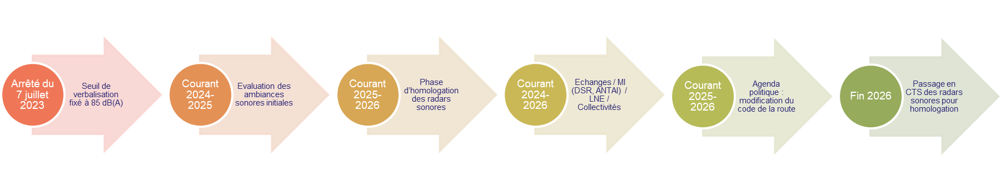 Arrêté du
7 juillet
2023
Seuil de
verbalisation
fixé à 85 dB(A)
Courant
2024-
2025
Evaluation des
ambiances
sonores initiales
Courant
2025-
2026
Phase
d’homologation
des radars
sonores
Courant
2024-
2026
Echanges / MI
(DSR, ANTAI) /
LNE /
Collectivités
Courant
2025-
2026
Agenda
politique :
modification du
code de la route
Fin 2026
Passage en
CTS des radars
sonores pour
homologation